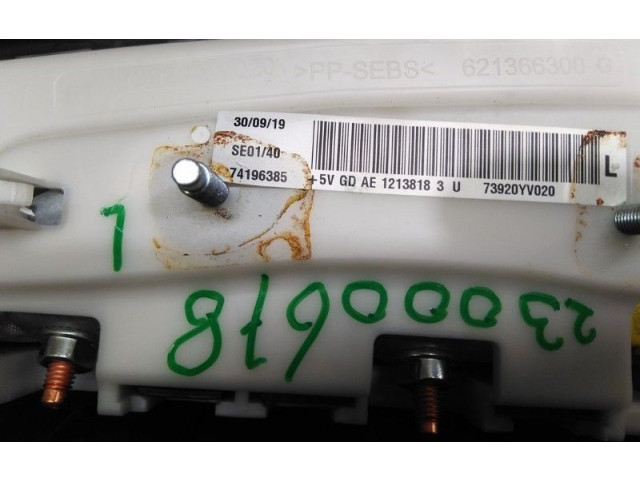 >PP-SEBS< 621366300
30/09/19
SE01/40 L
74196385 +5V GD AE 1213818 3 U 73920YV020
1
23000618